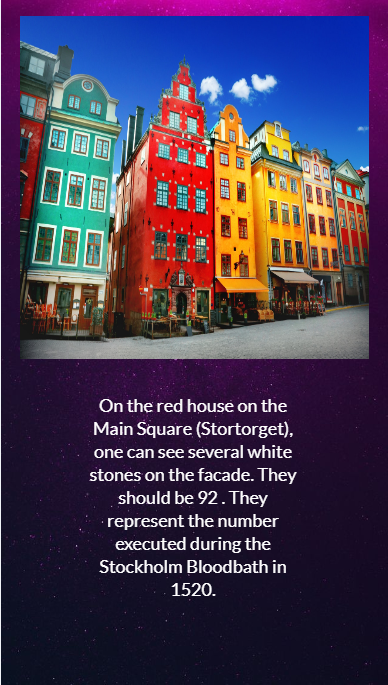 On the red house on the
Main Square (Stortorget),
one can see several white
stones on the facade. They
should be 92 . They
represent the number
executed during the
Stockholm Bloodbath in
1520.